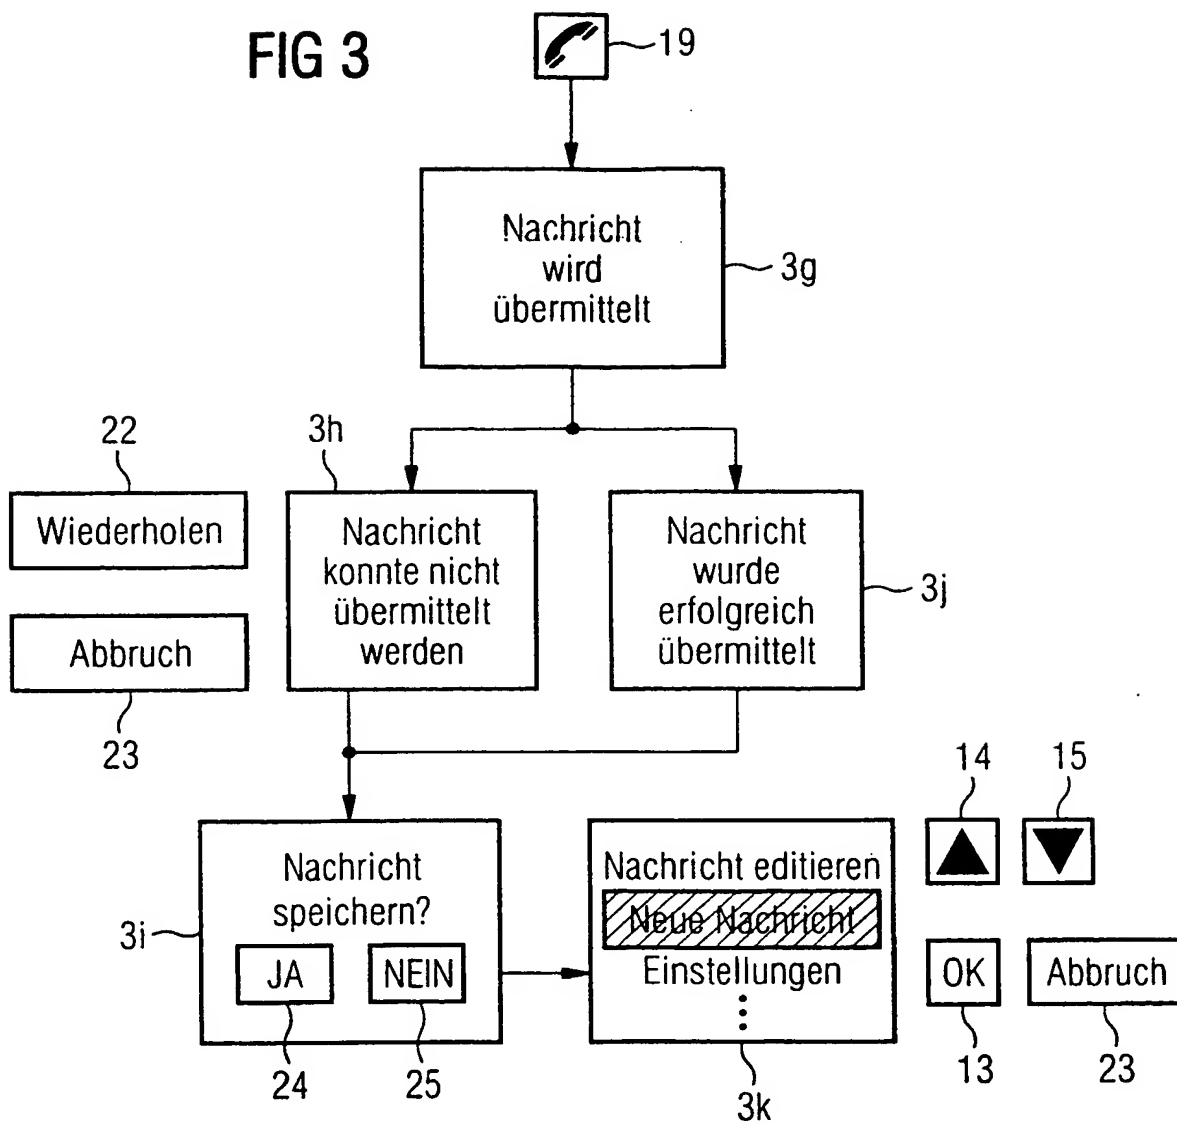 FIG 3
19
Nachricht
wird
übermittelt
3g
22
3h
Wiederholen
Nachricht
konnte nicht
übermittelt
werden
Nachricht
wurde
erfolgreich
übermittelt
3j
Abbruch
23
14
15
Nachricht
speichern?
JA
NEIN
3i
24
25
Nachricht editieren
Neue Nachricht
Einstellungen
3k
OK
Abbruch
13
23